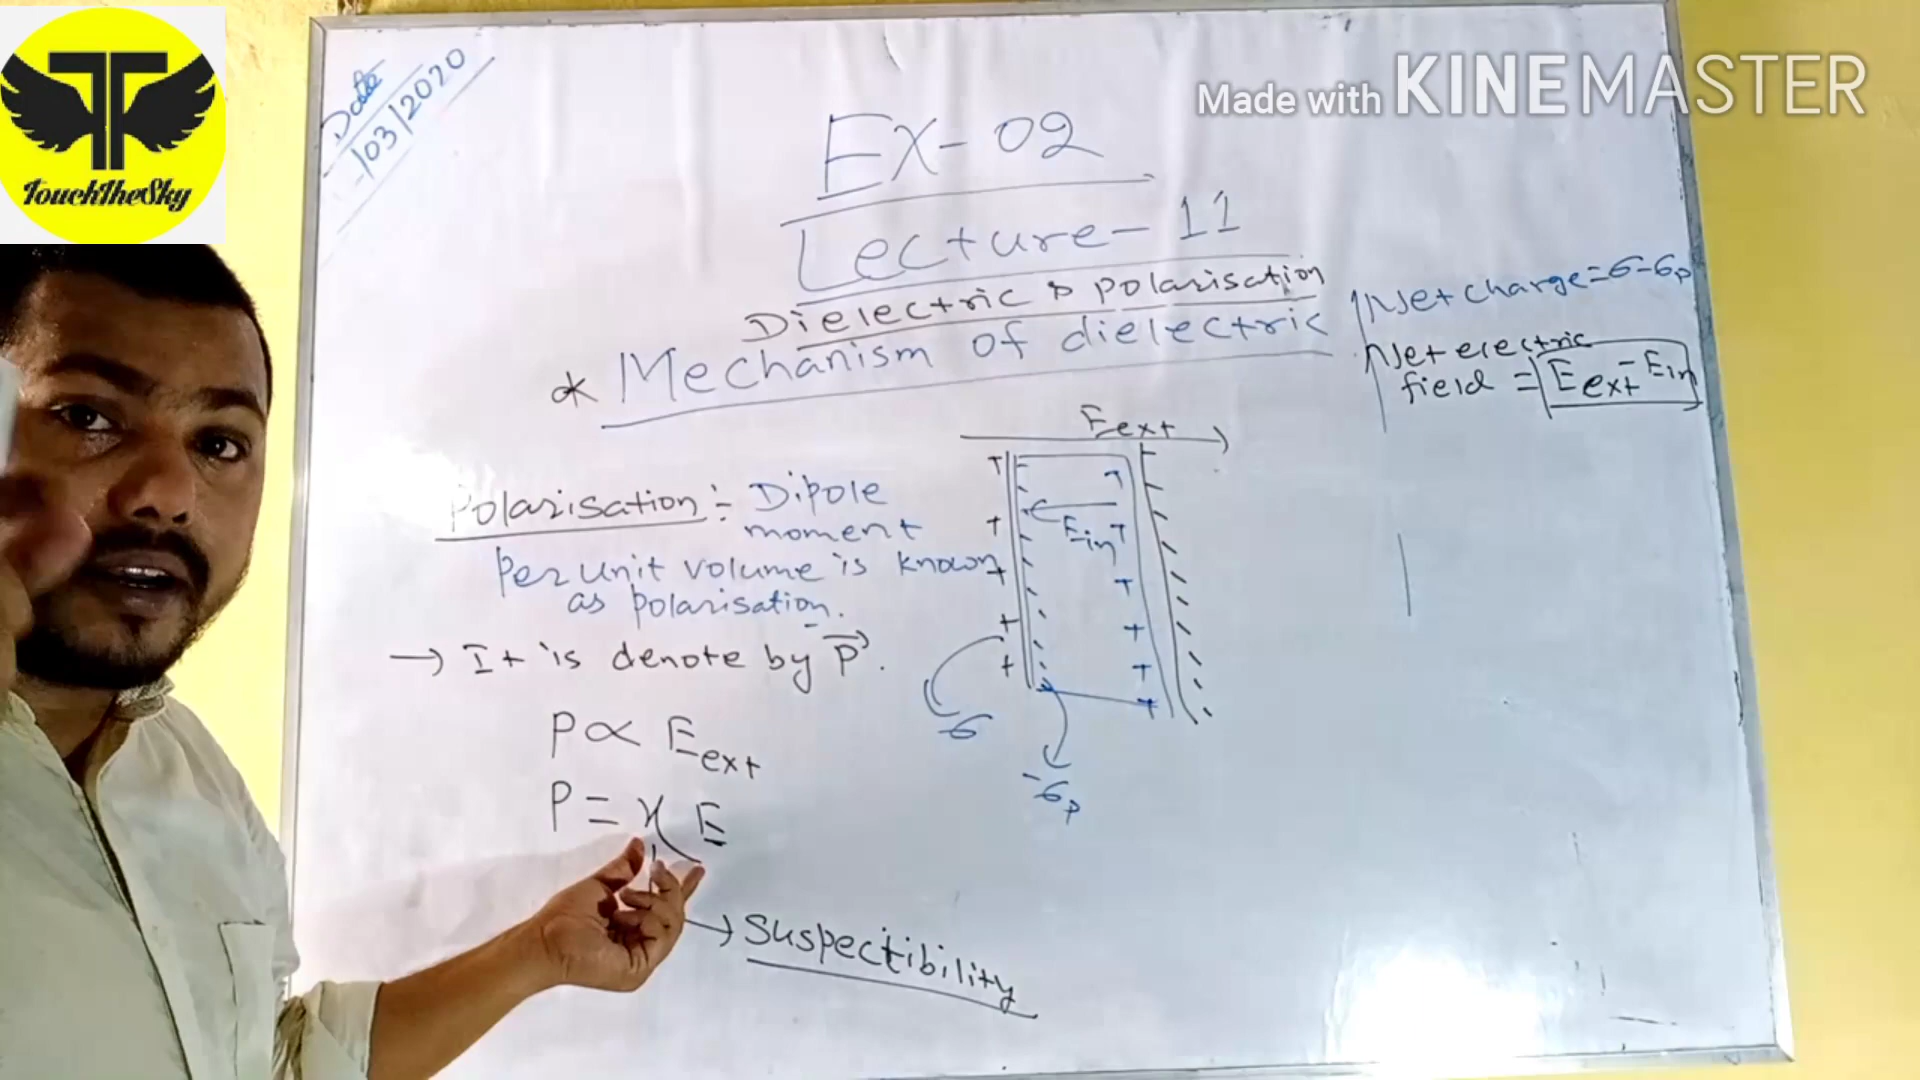 TT
TouchTheSky
Made with KINEMASTER
Date
-/03/2020
EX-02
Lecture-11
Dielectric & polarisation
* Mechanism of dielectric
Net charge = σ-σp
Net electric
field = Eext - Ein
Polarisation:- Dipole
moment
Per unit volume is known
as polarisation.
→ It is denote by P⃗.
P ∝ Eext
P = χ E
→ Suspectibility
Eext
Ein
σ
-σp